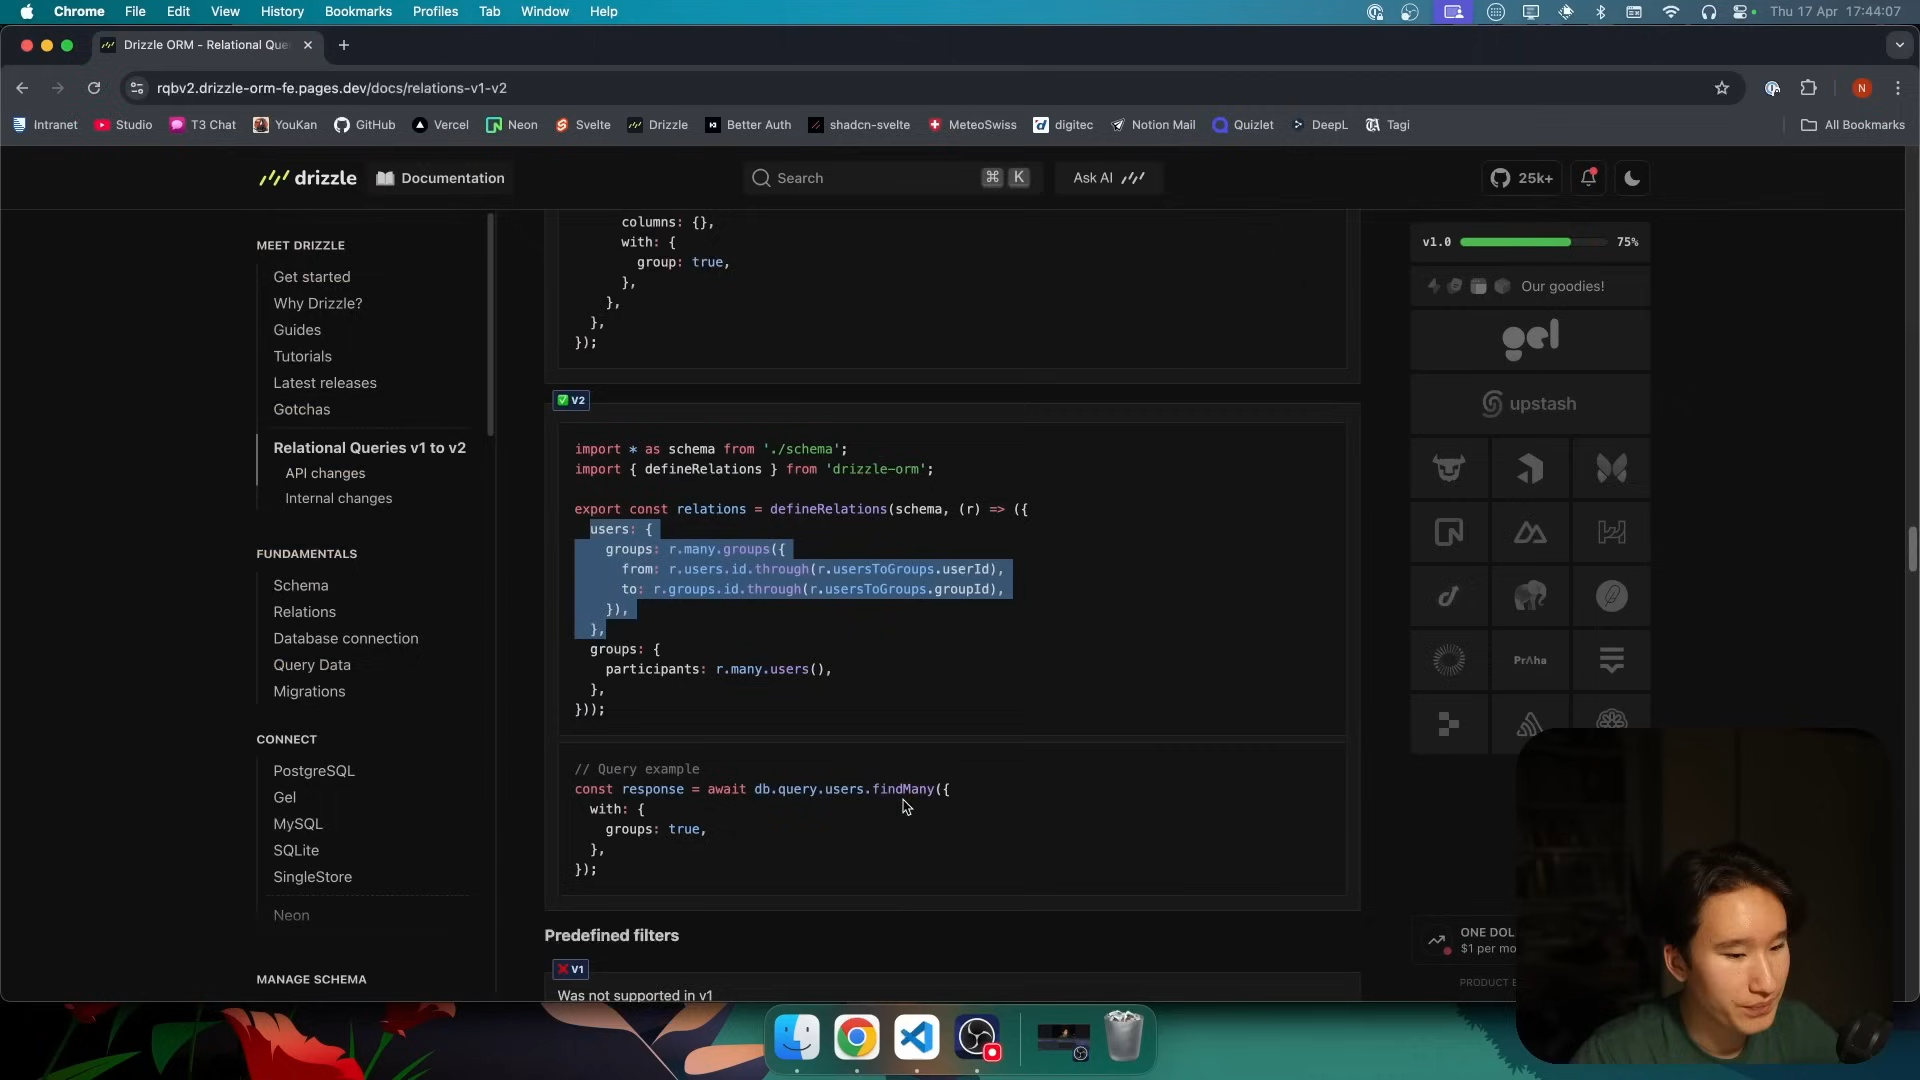 Chrome File Edit View History Bookmarks Profiles Tab Window Help
Thu 17 Apr 17:44:07
Drizzle ORM - Relational Que
rqbv2.drizzle-orm-fe.pages.dev/docs/relations-v1-v2
N
Intranet Studio T3 Chat YouKan GitHub Vercel Neon Svelte Drizzle Better Auth shadcn-svelte MeteoSwiss digitec Notion Mail Quizlet DeepL Tagi
All Bookmarks
drizzle Documentation
Search ⌘ K
Ask AI
25k+
MEET DRIZZLE
Get started
Why Drizzle?
Guides
Tutorials
Latest releases
Gotchas
Relational Queries v1 to v2
API changes
Internal changes
FUNDAMENTALS
Schema
Relations
Database connection
Query Data
Migrations
CONNECT
PostgreSQL
Gel
MySQL
SQLite
SingleStore
Neon
MANAGE SCHEMA
columns: {},
with: {
group: true,
},
},
},
});
V2
import * as schema from './schema';
import { defineRelations } from 'drizzle-orm';
export const relations = defineRelations(schema, (r) => ({
users: {
groups: r.many.groups({
from: r.users.id.through(r.usersToGroups.userId),
to: r.groups.id.through(r.usersToGroups.groupId),
}),
},
groups: {
participants: r.many.users(),
},
}));
// Query example
const response = await db.query.users.findMany({
with: {
groups: true,
},
});
Predefined filters
V1
Was not supported in v1
v1.0 75%
Our goodies!
gel
upstash
Prʌha
ONE DOL
$1 per mo